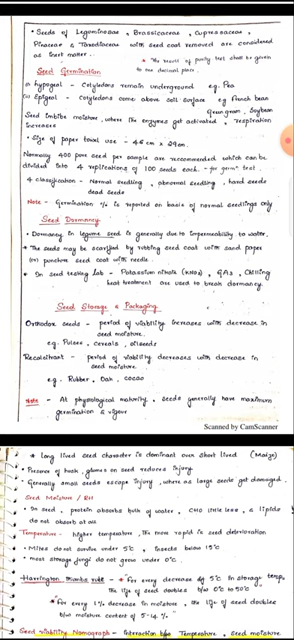 • Seeds of Leguminosae, Brassicaceae, Cupressaceae,
Pinaceae & Taxodiaceae with seed coat removed are considered
as inert matter..
* The result of purity test shall be given
to one decimal place.
Seed Germination
(i) hypogeal - Cotyledons remain underground eg. Pea
(ii) Epigeal - Cotyledons come above soil surface eg French bean
Greengram, Soybean
Seed imbibe moisture, where the enzymes get activated, respiration
increases
• Size of paper towel use - 46 cm x 29 cm.
Normally 400 pure seed per sample are recommended which can be
divided into 4 replications of 100 seeds each. - for germn test.
4 classification - Normal seedling, abnormal seedling, hard seeds
dead seeds
Note - Germination % is reported on basis of normal seedlings only
Seed Dormancy
• Dormancy in legume seed is generally due to impermeability to water.
* The seeds may be scarified by rubbing seed coat with sand paper
(or) puncture seed coat with needle.
• In seed testing lab - Potassium nitrate (KNO3), GA3, Chilling
heat treatment are used to break dormancy.
Seed Storage & Packaging
Orthodox seeds - period of viability increases with decrease in
seed moisture.
eg. Pulses, cereals, oilseeds
Recalcitrant - period of viability decreases with decrease in
seed moisture.
e.g - Rubber, Oak, cocao
Note - At physiological maturity, seeds generally have maximum
germination & vigour
Scanned by CamScanner
* Long lived seed character is dominant over short lived (Maize)
• Presence of husk, glumes on seed reduces injury
• Generally small seeds escape injury, where as large seeds get damaged.
Seed Moisture / RH
• In seed, protein absorbs bulk of water, CHO little less, & lipids
do not absorb at all
Temperature - higher temperature, the more rapid is seed deterioration
• Mites do not survive under 5°c, insects below 15°c
• most storage fungi do not grow under 0°c.
Harrington thumbs rule - * For every decrease of 5°c in storage temp,
the life of seed doubles b/w 0°c to 50°c
* For every 1% decrease in moisture, the life of seed doubles
b/w moisture content of 5-14%.
Seed viability Nomograph - Interaction b/w Temperature, seed moisture